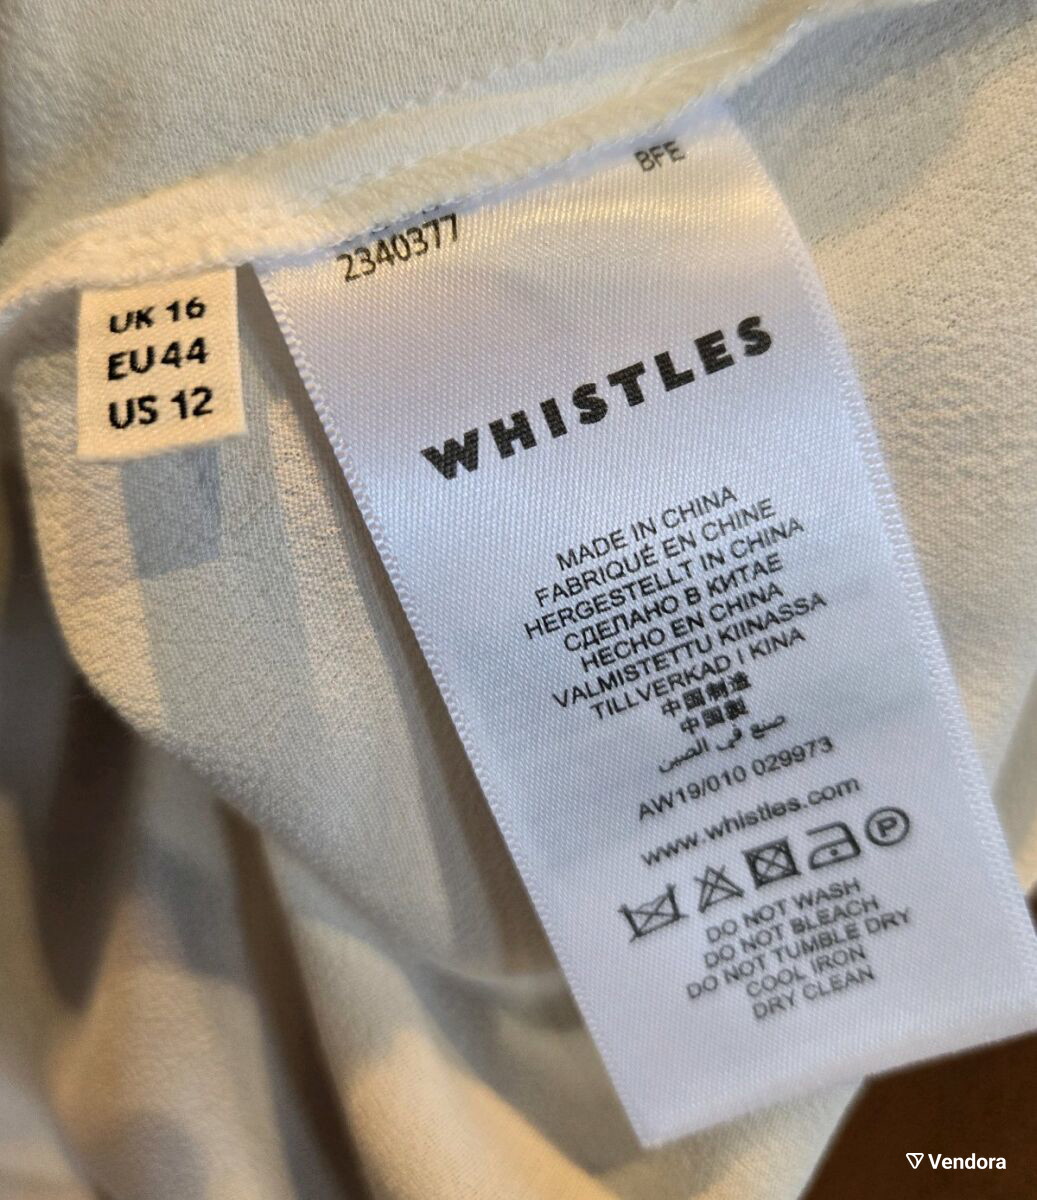 UK 16
EU 44
US 12
BFE
2340377
WHISTLES
MADE IN CHINA
FABRIQUÉ EN CHINE
HERGESTELLT IN CHINA
СДЕЛАНО В КИТАЕ
HECHO EN CHINA
VALMISTETTU KIINASSA
TILLVERKAD I KINA
中国制造
中國製
صنع في الصين
AW19/010 029973
www.whistles.com
P
DO NOT WASH
DO NOT BLEACH
DO NOT TUMBLE DRY
COOL IRON
DRY CLEAN
Vendora